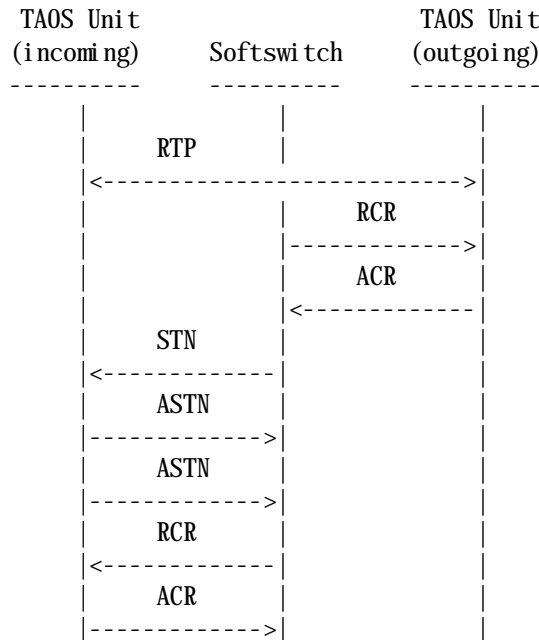 TAOS Unit TAOS Unit
(incoming) Softswitch (outgoing)
---------- ---------- ----------
| | |
| RTP | |
|<--------------------------->|
| | RCR |
| |------------->|
| | ACR |
| |<-------------|
| STN | |
|<-------------| |
| ASTN | |
|------------->| |
| ASTN | |
|------------->| |
| RCR | |
|<-------------| |
| ACR | |
|------------->| |